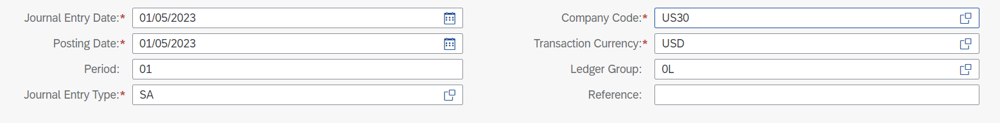 Journal Entry Date:* 01/05/2023 Company Code:* US30
Posting Date:* 01/05/2023 Transaction Currency:* USD
Period: 01 Ledger Group: 0L
Journal Entry Type:* SA Reference: